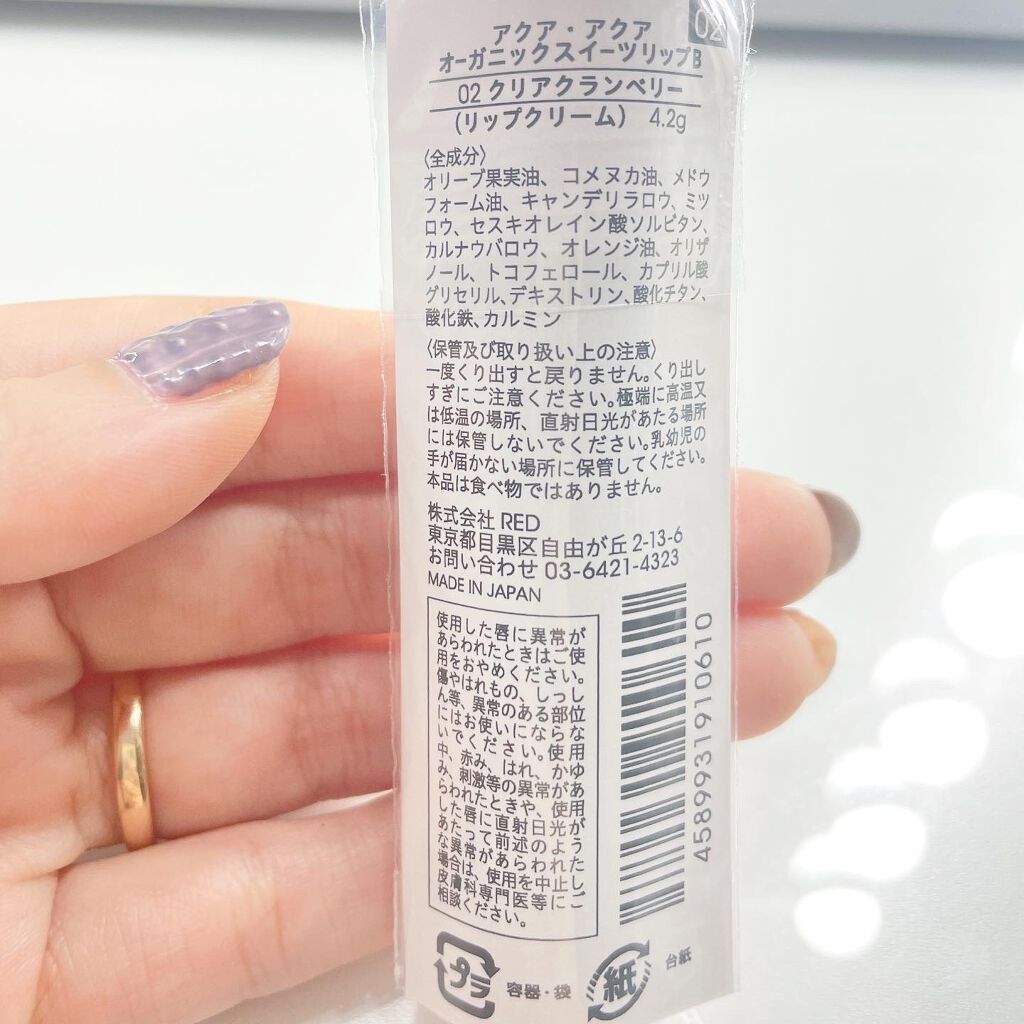 02
アクア・アクア
オーガニックスイーツリップB
02 クリアクランベリー
(リップクリーム) 4.2g
〈全成分〉
オリーブ果実油、コメヌカ油、メドウ
フォーム油、キャンデリラロウ、ミツ
ロウ、セスキオレイン酸ソルビタン、
カルナウバロウ、オレンジ油、オリザ
ノール、トコフェロール、カプリル酸
グリセリル、デキストリン、酸化チタン、
酸化鉄、カルミン
〈保管及び取り扱い上の注意〉
一度くり出すと戻りません。くり出し
すぎにご注意ください。極端に高温又
は低温の場所、直射日光があたる場所
には保管しないでください。乳幼児の
手が届かない場所に保管してください。
本品は食べ物ではありません。
株式会社 RED
東京都目黒区自由が丘 2-13-6
お問い合わせ 03-6421-4323
MADE IN JAPAN
使用した唇に異常が
あらわれたときはご使
用をおやめください。
傷やはれもの、しっし
ん等、異常のある部位
にはお使いにならな
いでください。使用
中、赤み、はれ、かゆ
み、刺激等の異常があ
らわれたときや、使用
した唇に直射日光が
あたって前述のよう
な異常があらわれた
場合は、使用を中止し
皮膚科専門医等にご
相談ください。
4589931910610
プラ
容器・袋
紙
台紙